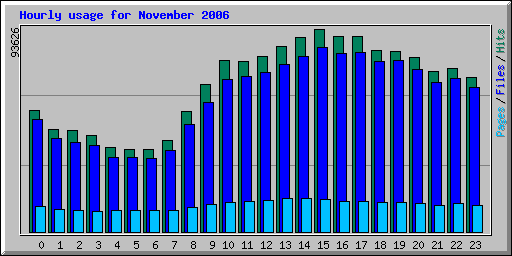 Hourly usage for November 2006
93626
Pages / Files / Hits
0 1 2 3 4 5 6 7 8 9 10 11 12 13 14 15 16 17 18 19 20 21 22 23